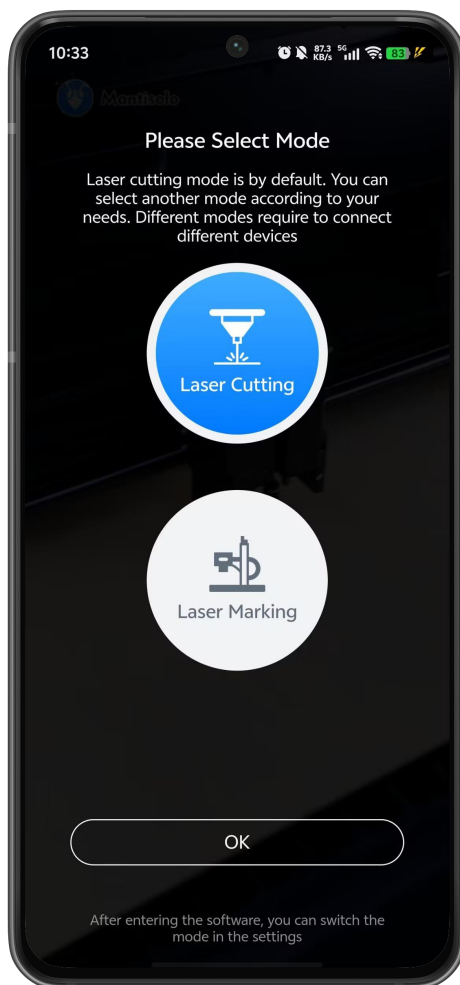 10:33
87.3 KB/s 5G 83
Mantisolo
Please Select Mode
Laser cutting mode is by default. You can
select another mode according to your
needs. Different modes require to connect
different devices
Laser Cutting
Laser Marking
OK
After entering the software, you can switch the
mode in the settings